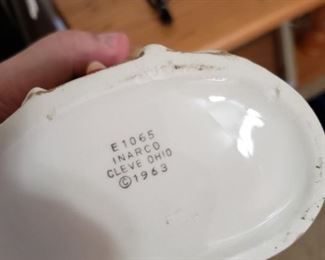 E1065
INARCO
CLEVE OHIO
©1963